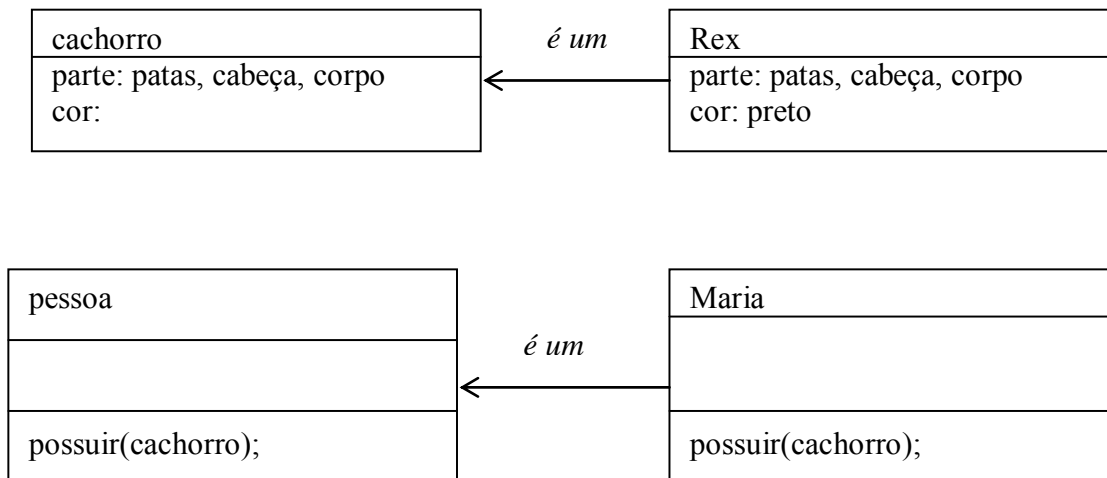 cachorro
parte: patas, cabeça, corpo
cor:
é um
Rex
parte: patas, cabeça, corpo
cor: preto
pessoa
possuir(cachorro);
é um
Maria
possuir(cachorro);